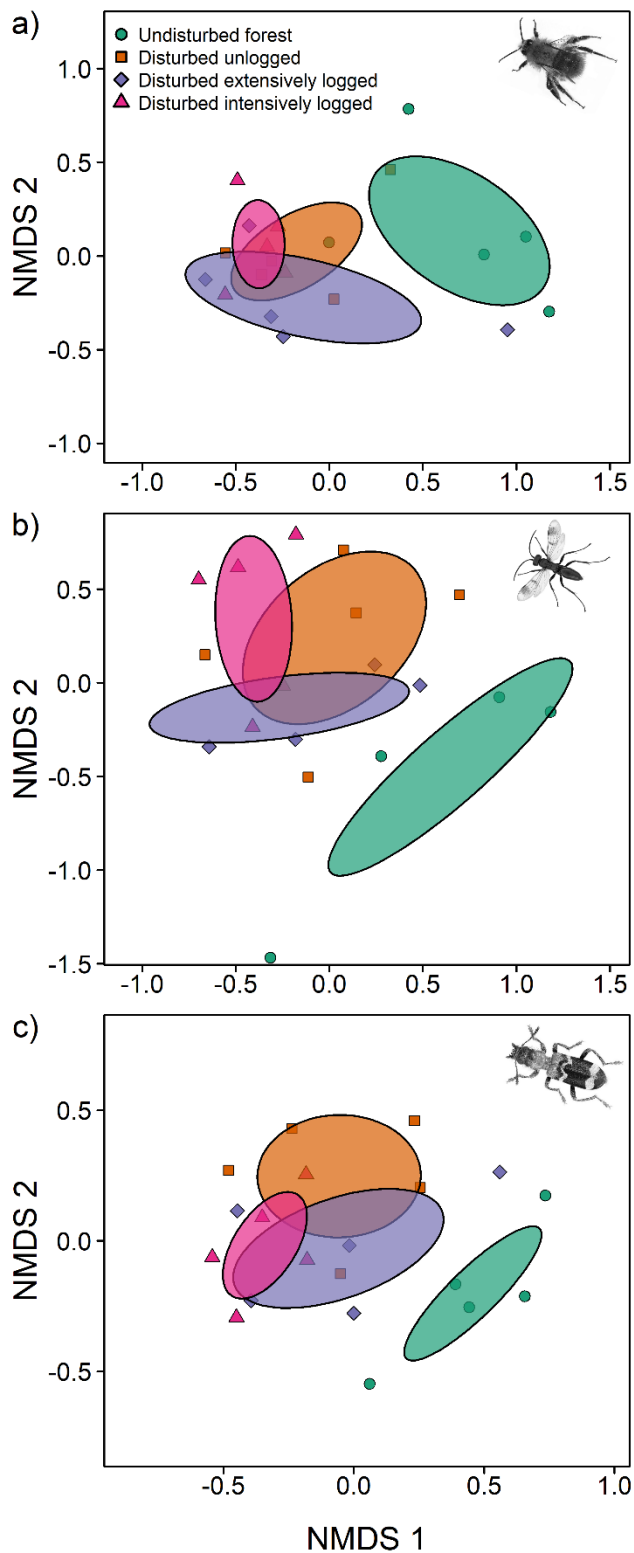 a)
Undisturbed forest
Disturbed unlogged
Disturbed extensively logged
Disturbed intensively logged
1.0
0.5
0.0
-0.5
-1.0
NMDS 2
-1.0 -0.5 0.0 0.5 1.0 1.5
b)
0.5
0.0
-0.5
-1.0
-1.5
NMDS 2
-1.0 -0.5 0.0 0.5 1.0 1.5
c)
0.5
0.0
-0.5
NMDS 2
-0.5 0.0 0.5 1.0
NMDS 1